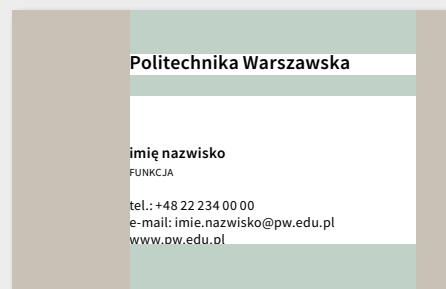 Politechnika Warszawska
imię nazwisko
FUNKCJA
tel.: +48 22 234 00 00
e-mail: imie.nazwisko@pw.edu.pl
www.pw.edu.pl